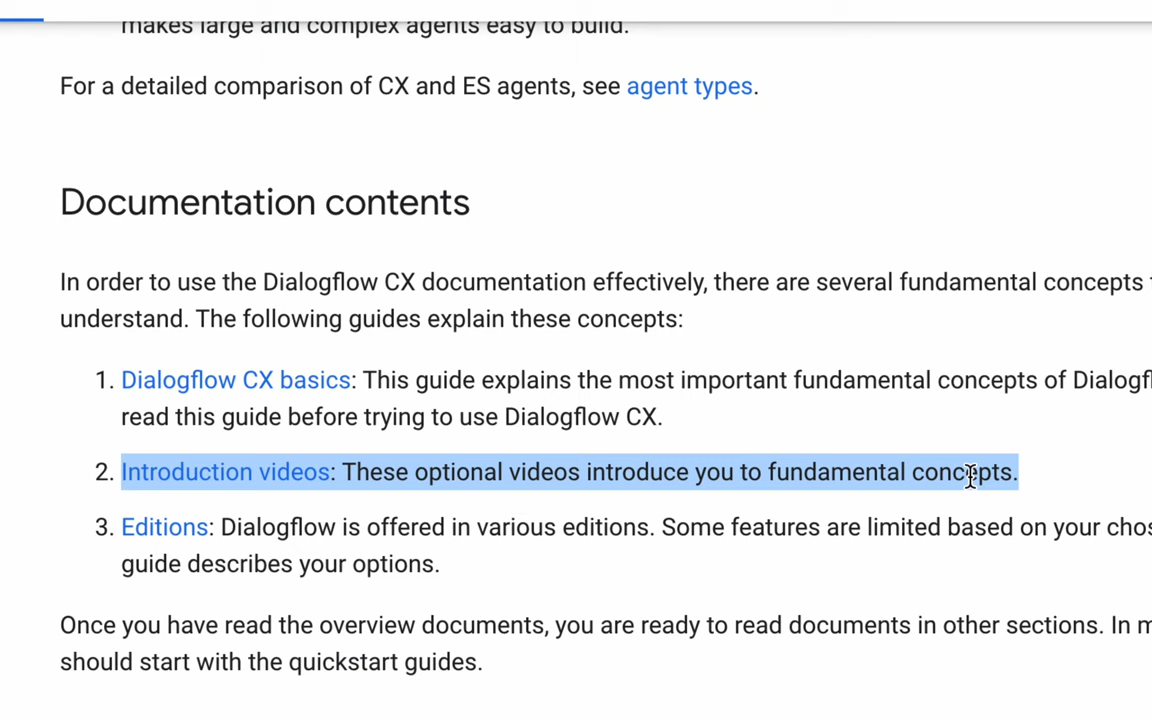 makes large and complex agents easy to build.
For a detailed comparison of CX and ES agents, see agent types.
Documentation contents
In order to use the Dialogflow CX documentation effectively, there are several fundamental concepts
understand. The following guides explain these concepts:
1. Dialogflow CX basics: This guide explains the most important fundamental concepts of
read this guide before trying to use Dialogflow CX.
2. Introduction videos: These optional videos introduce you to fundamental concepts.
3. Editions: Dialogflow is offered in various editions. Some features are limited based on your
guide describes your options.
Once you have read the overview documents, you are ready to read documents in other sections. In
should start with the quickstart guides.